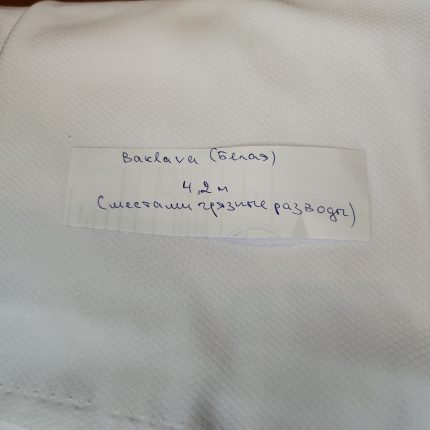 Baklava (Белая)
4,2 м
(местами грязные разводы)